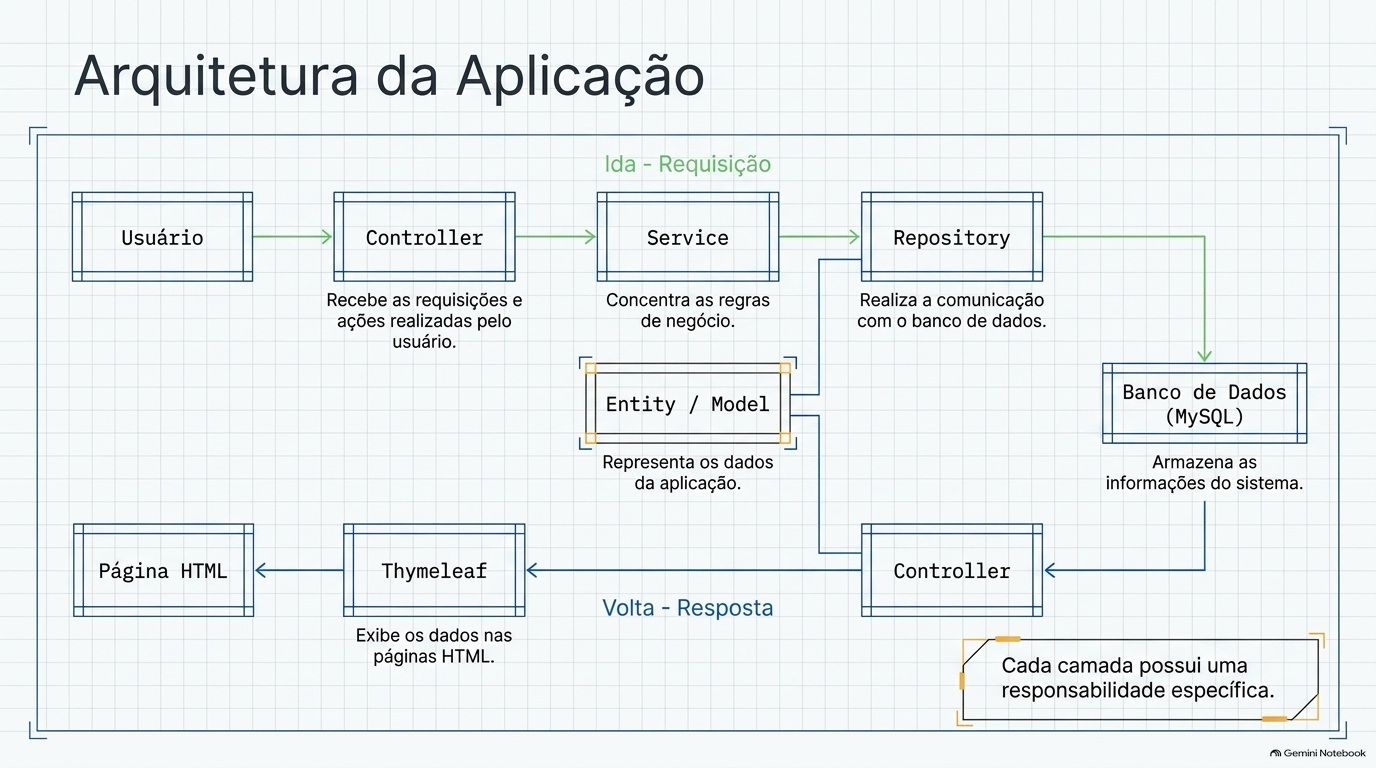 Arquitetura da Aplicação
Ida - Requisição
Usuário
Controller
Recebe as requisições e
ações realizadas pelo
usuário.
Service
Concentra as regras
de negócio.
Repository
Realiza a comunicação
com o banco de dados.
Entity / Model
Representa os dados
da aplicação.
Banco de Dados
(MySQL)
Armazena as
informações do sistema.
Página HTML
Thymeleaf
Exibe os dados nas
páginas HTML.
Controller
Volta - Resposta
Cada camada possui uma
responsabilidade específica.
Gemini Notebook